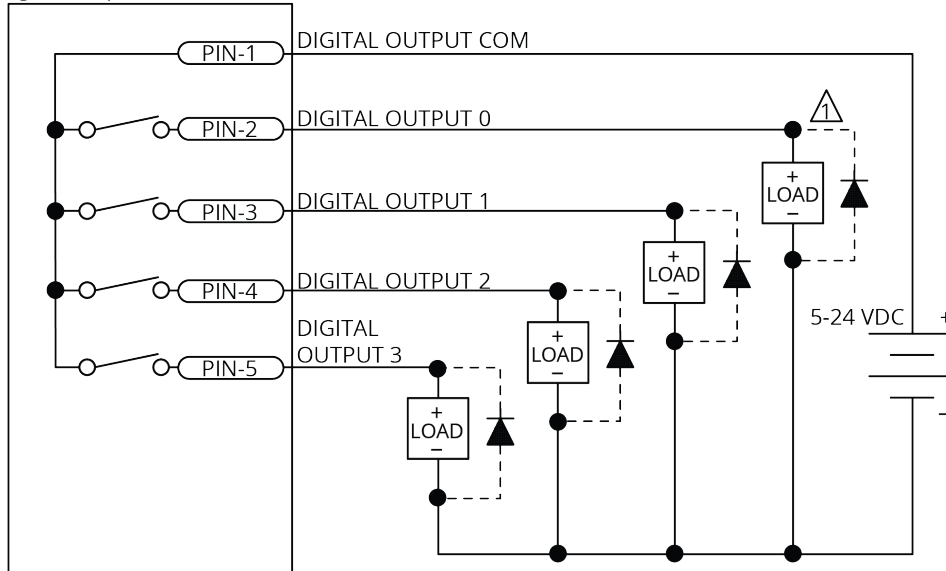 PIN-1 DIGITAL OUTPUT COM
PIN-2 DIGITAL OUTPUT 0
1
+
LOAD
−
PIN-3 DIGITAL OUTPUT 1
+
LOAD
−
PIN-4 DIGITAL OUTPUT 2
+
LOAD
−
5-24 VDC +
−
DIGITAL
OUTPUT 3
PIN-5
+
LOAD
−